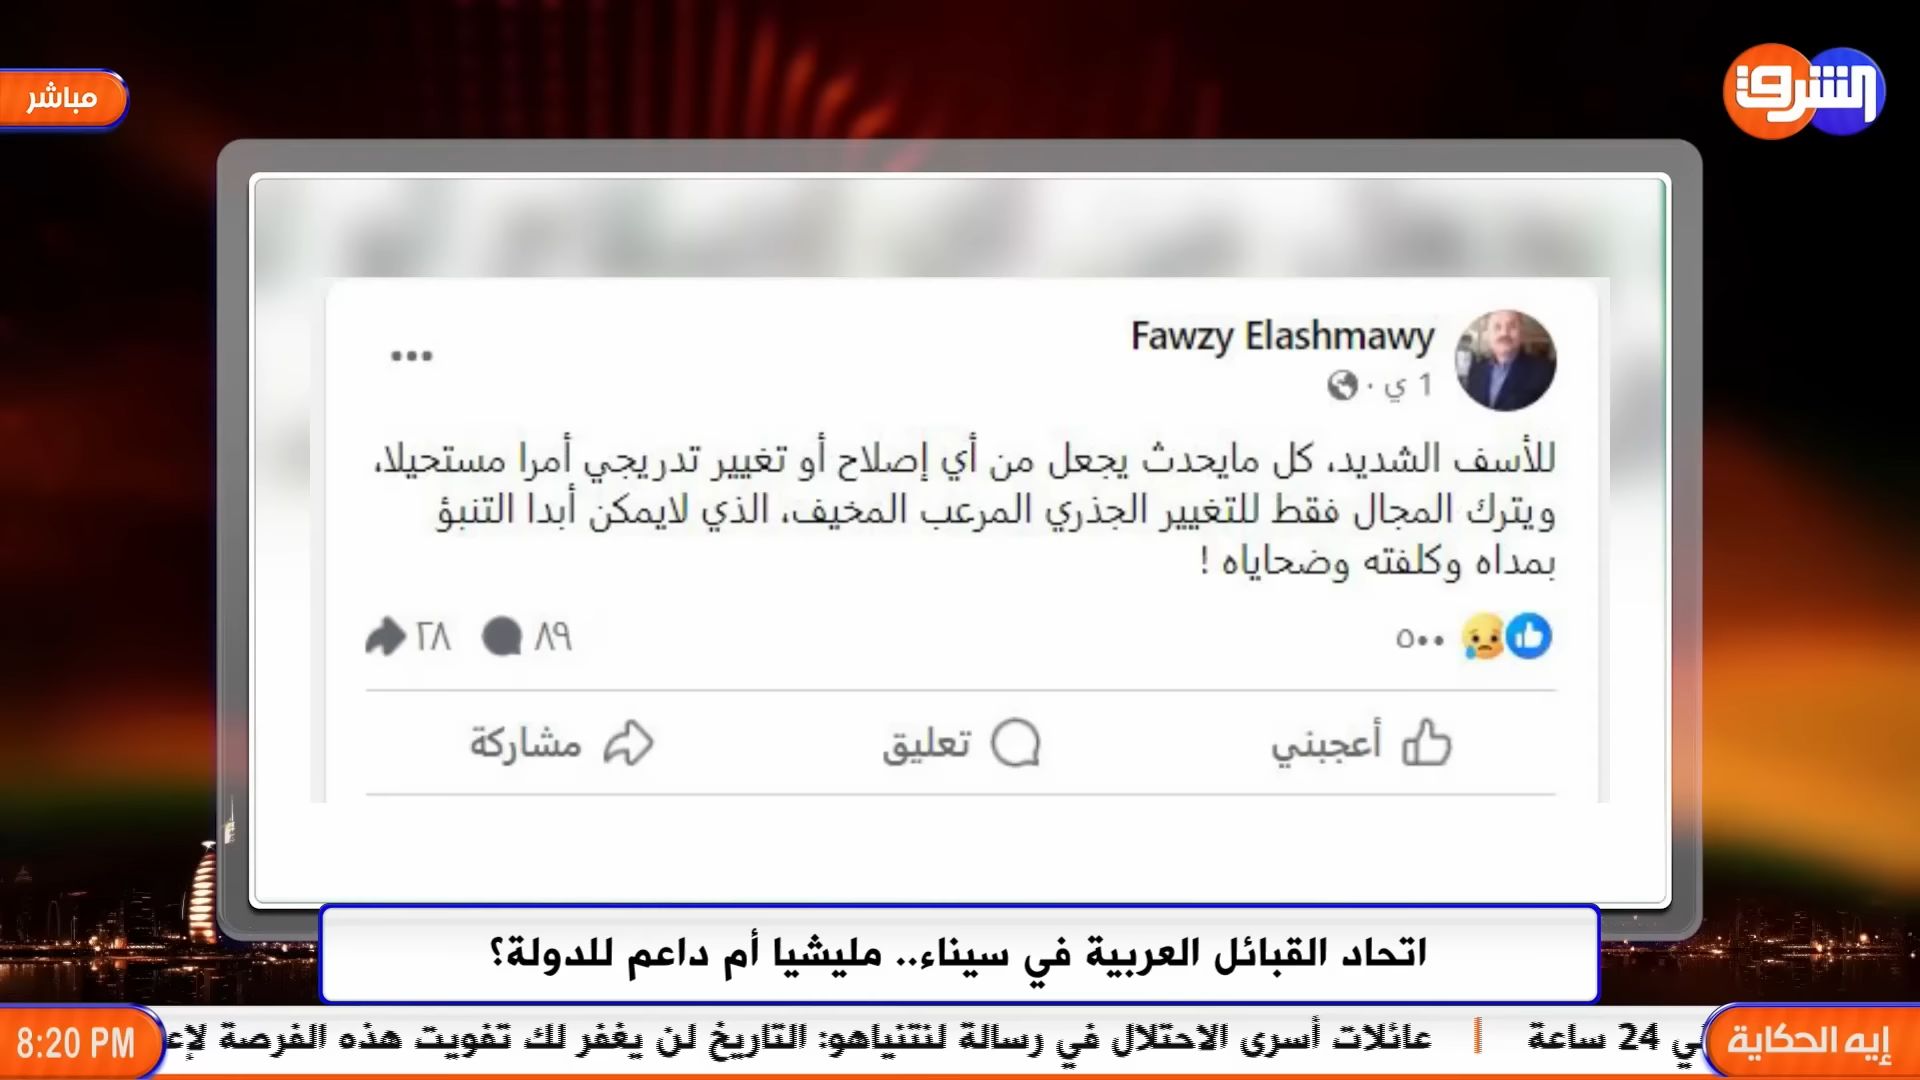 مباشر
الشرق
Fawzy Elashmawy
1 ي ·
للأسف الشديد، كل مايحدث يجعل من أي إصلاح أو تغيير تدريجي أمرا مستحيلا،
ويترك المجال فقط للتغيير الجذري المرعب المخيف، الذي لايمكن أبدا التنبؤ
بمداه وكلفته وضحاياه !
٥٠٠
٨٩
٢٨
أعجبني
تعليق
مشاركة
اتحاد القبائل العربية في سيناء.. مليشيا أم داعم للدولة؟
إيه الحكاية
24 ساعة | عائلات أسرى الاحتلال في رسالة لنتنياهو: التاريخ لن يغفر لك تفويت هذه الفرصة
8:20 PM